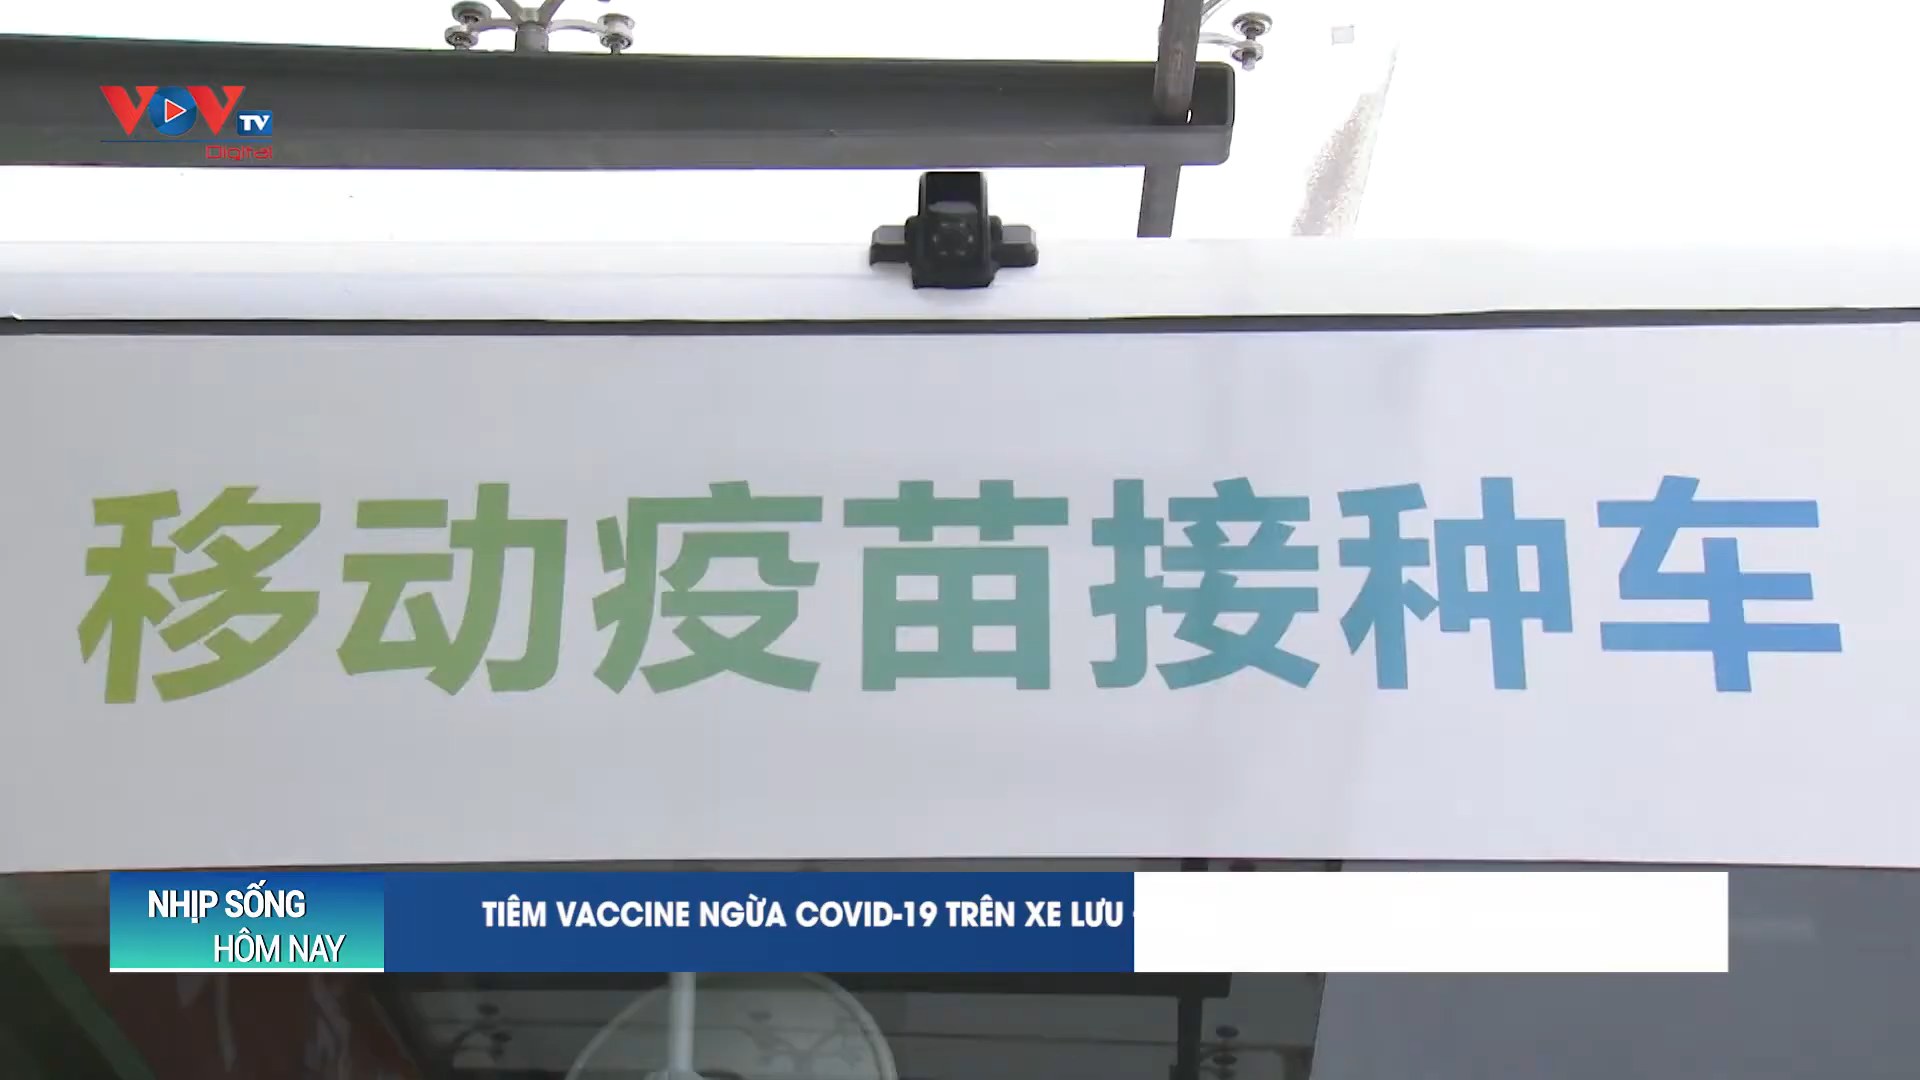 VOV TV
Digital
移动疫苗接种车
NHỊP SỐNG
HÔM NAY
TIÊM VACCINE NGỪA COVID-19 TRÊN XE LƯU